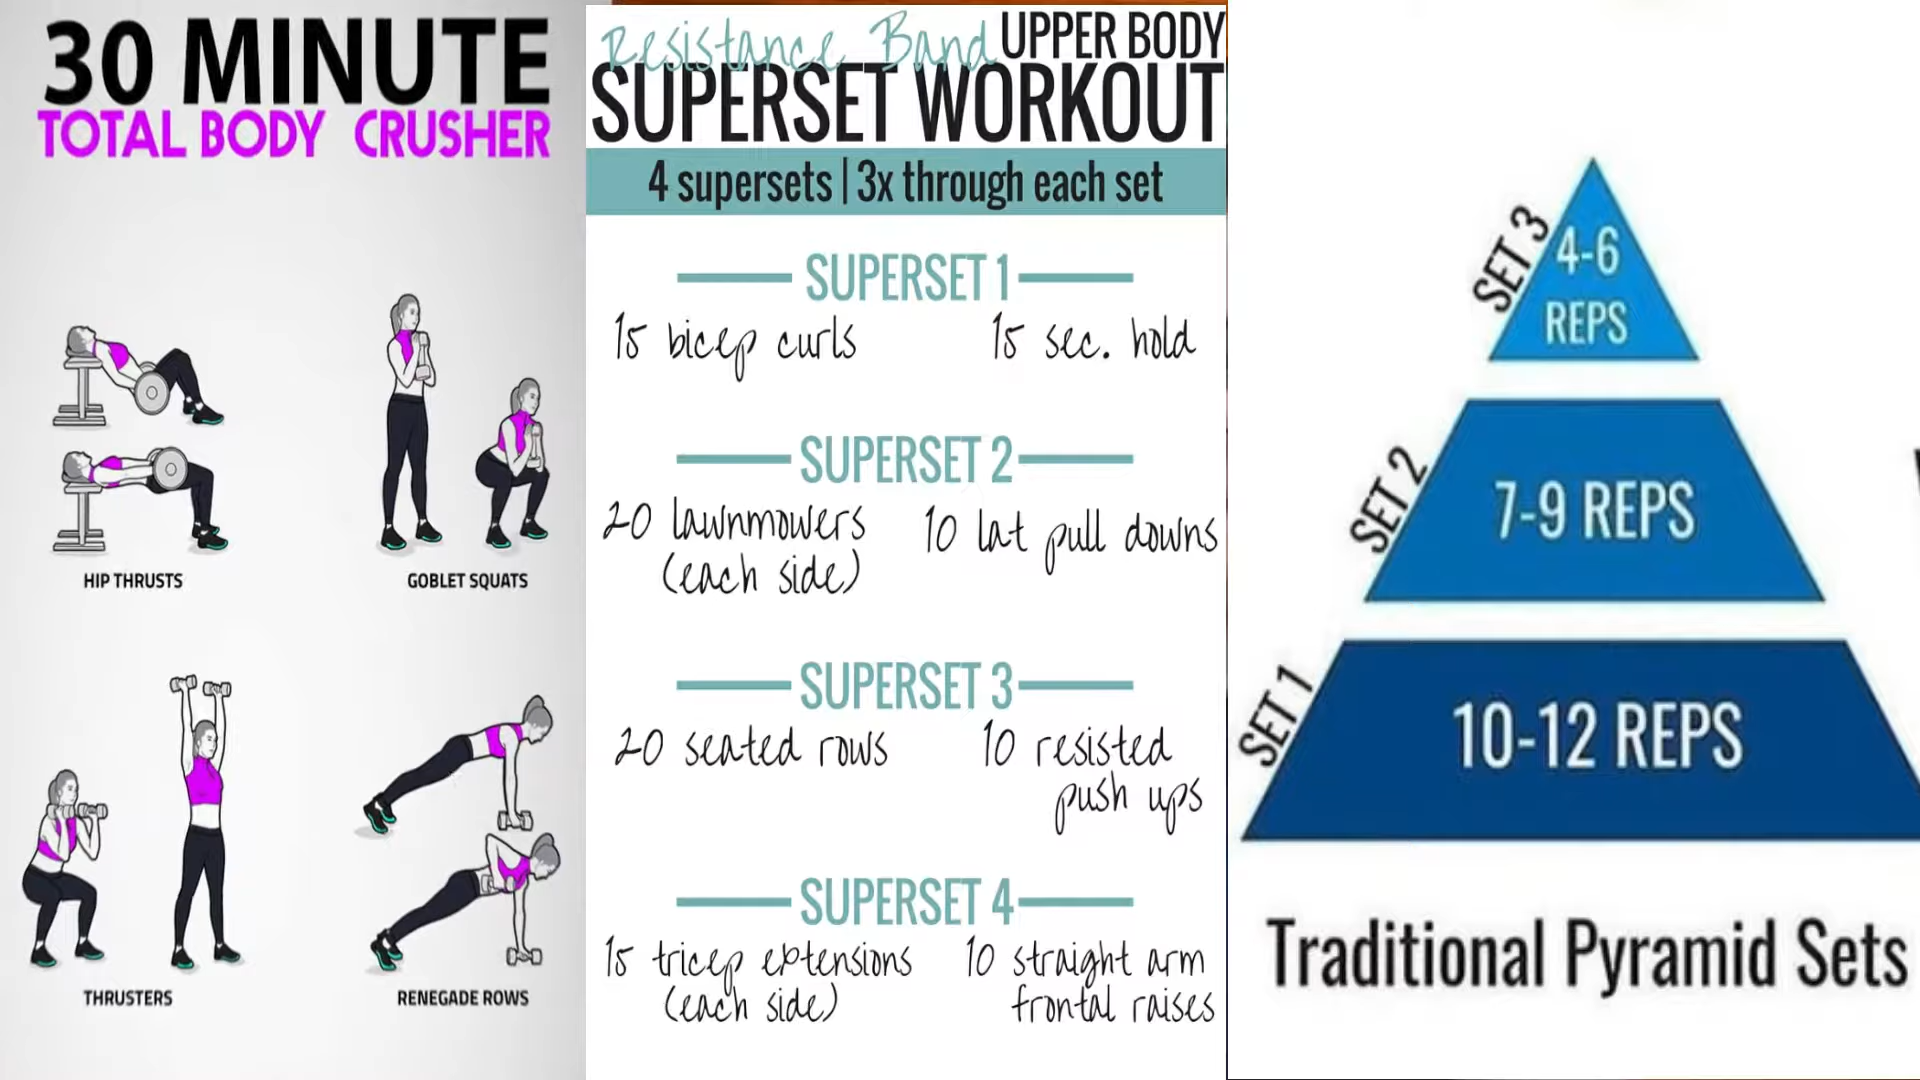 30 MINUTE
TOTAL BODY CRUSHER
HIP THRUSTS
GOBLET SQUATS
THRUSTERS
RENEGADE ROWS
Resistance Band UPPER BODY
SUPERSET WORKOUT
4 supersets | 3x through each set
SUPERSET 1
15 bicep curls
15 sec. hold
SUPERSET 2
20 lawnmowers
(each side)
10 lat pull downs
SUPERSET 3
20 seated rows
10 resisted
push ups
SUPERSET 4
15 tricep extensions
(each side)
10 straight arm
frontal raises
SET 3
4-6
REPS
SET 2
7-9 REPS
SET 1
10-12 REPS
Traditional Pyramid Sets